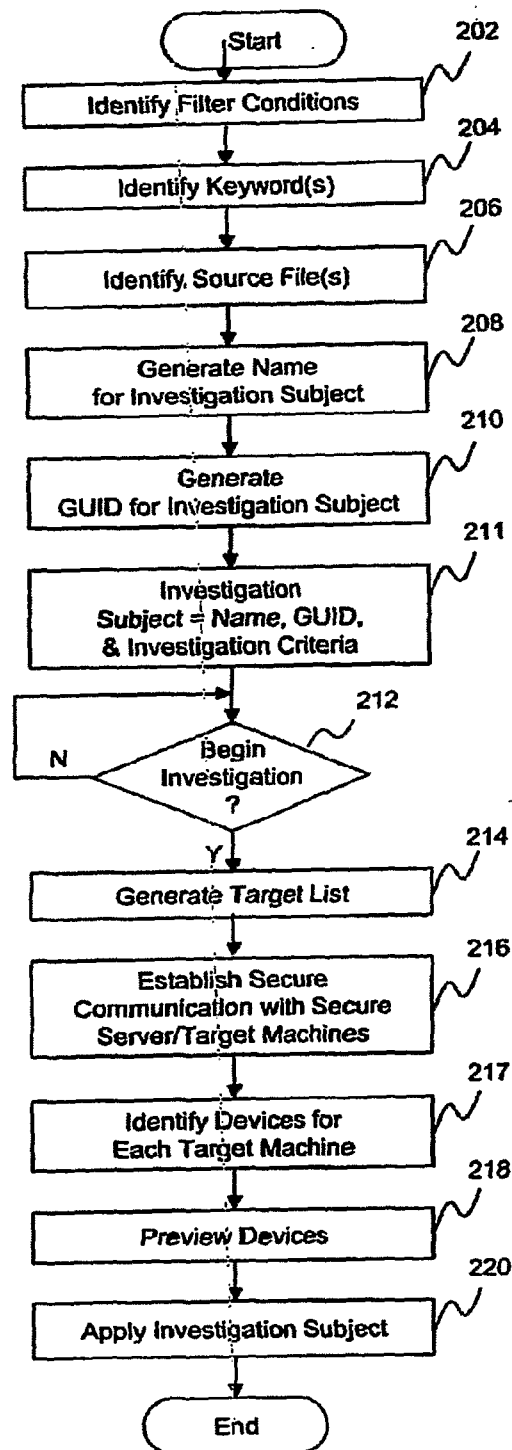 Start
202
Identify Filter Conditions
204
Identify Keyword(s)
206
Identify Source File(s)
208
Generate Name
for Investigation Subject
210
Generate
GUID for Investigation Subject
211
Investigation
Subject = Name, GUID,
& Investigation Criteria
212
Begin
Investigation
?
N
Y
214
Generate Target List
216
Establish Secure
Communication with Secure
Server/Target Machines
217
Identify Devices for
Each Target Machine
218
Preview Devices
220
Apply Investigation Subject
End